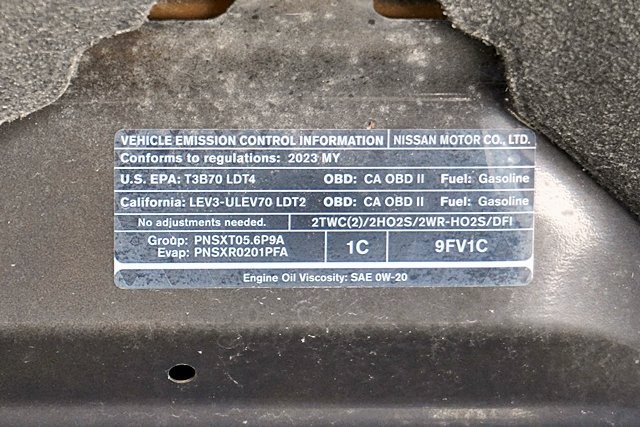 VEHICLE EMISSION CONTROL INFORMATION NISSAN MOTOR CO., LTD.
Conforms to regulations: 2023 MY
U.S. EPA: T3B70 LDT4 OBD: CA OBD II Fuel: Gasoline
California: LEV3-ULEV70 LDT2 OBD: CA OBD II Fuel: Gasoline
No adjustments needed. 2TWC(2)/2HO2S/2WR-HO2S/DFI
Group: PNSXT05.6P9A 1C 9FV1C
Evap: PNSXR0201PFA
Engine Oil Viscosity: SAE 0W-20